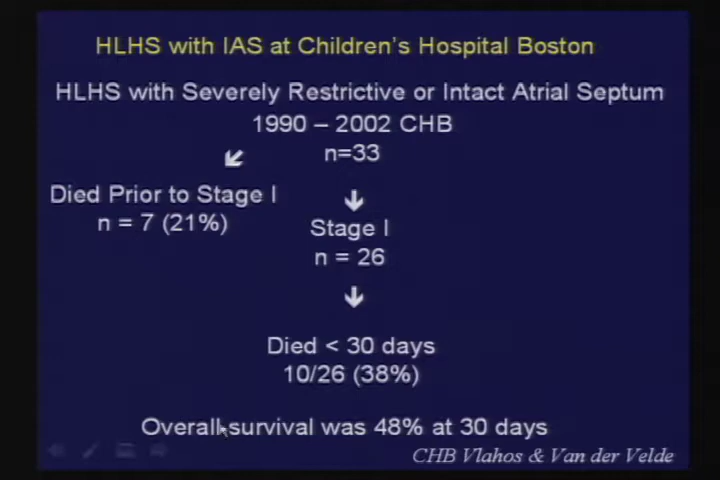 HLHS with IAS at Children's Hospital Boston
HLHS with Severely Restrictive or Intact Atrial Septum
1990 – 2002 CHB
n=33
Died Prior to Stage I
n = 7 (21%)
Stage I
n = 26
Died < 30 days
10/26 (38%)
Overall survival was 48% at 30 days
CHB Vlahos & Van der Velde